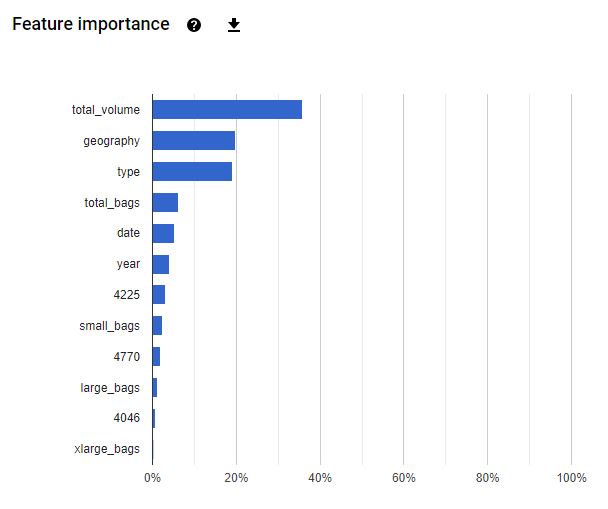 Feature importance
total_volume
geography
type
total_bags
date
year
4225
small_bags
4770
large_bags
4046
xlarge_bags
0% 20% 40% 60% 80% 100%